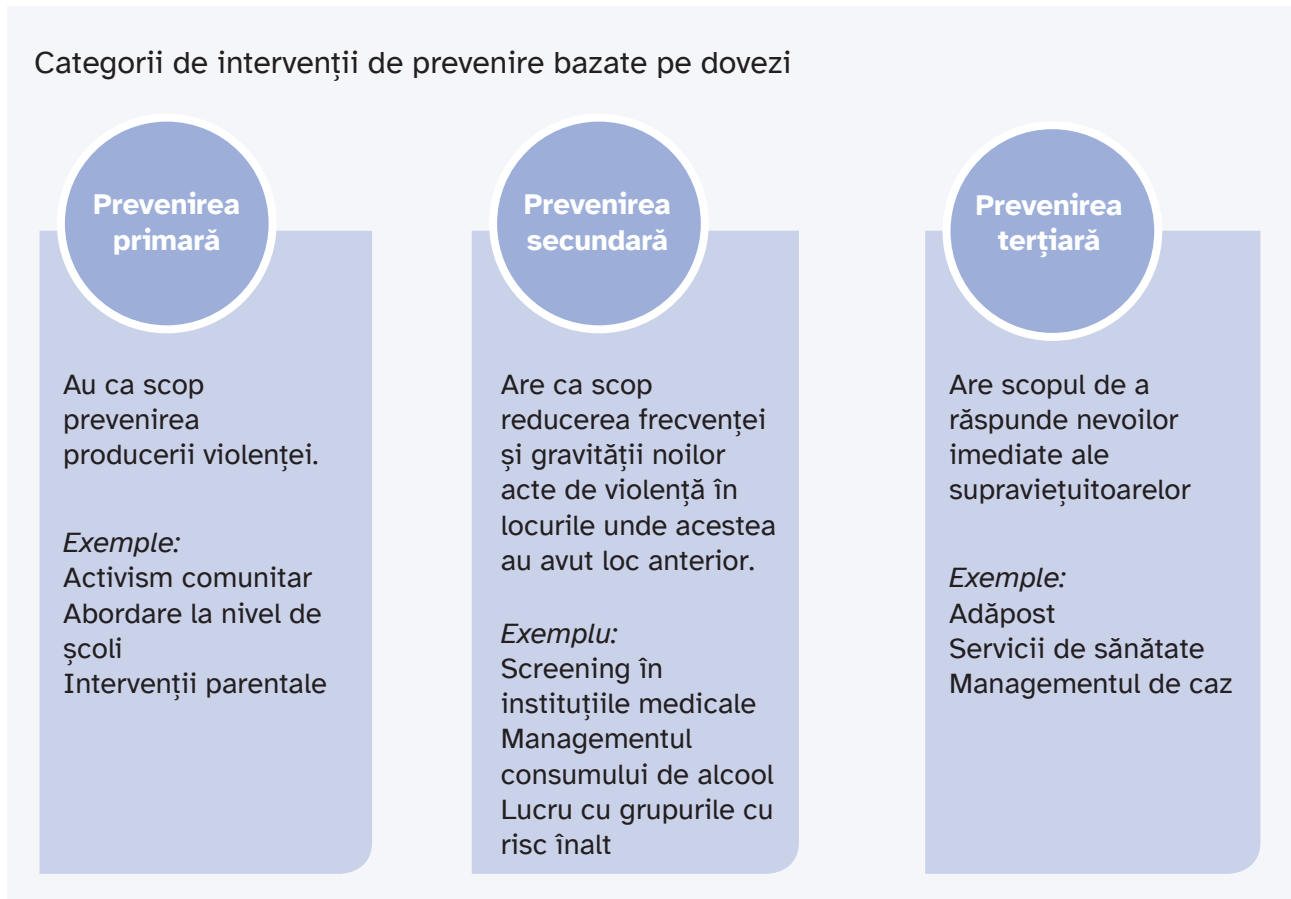 Categorii de intervenții de prevenire bazate pe dovezi
Prevenirea
primară
Au ca scop
prevenirea
producerii violenței.
Exemple:
Activism comunitar
Abordare la nivel de
școli
Intervenții parentale
Prevenirea
secundară
Are ca scop
reducerea frecvenței
și gravității noilor
acte de violență în
locurile unde acestea
au avut loc anterior.
Exemplu:
Screening în
instituțiile medicale
Managementul
consumului de alcool
Lucru cu grupurile cu
risc înalt
Prevenirea
terțiară
Are scopul de a
răspunde nevoilor
imediate ale
supraviețuitoarelor
Exemple:
Adăpost
Servicii de sănătate
Managementul de caz